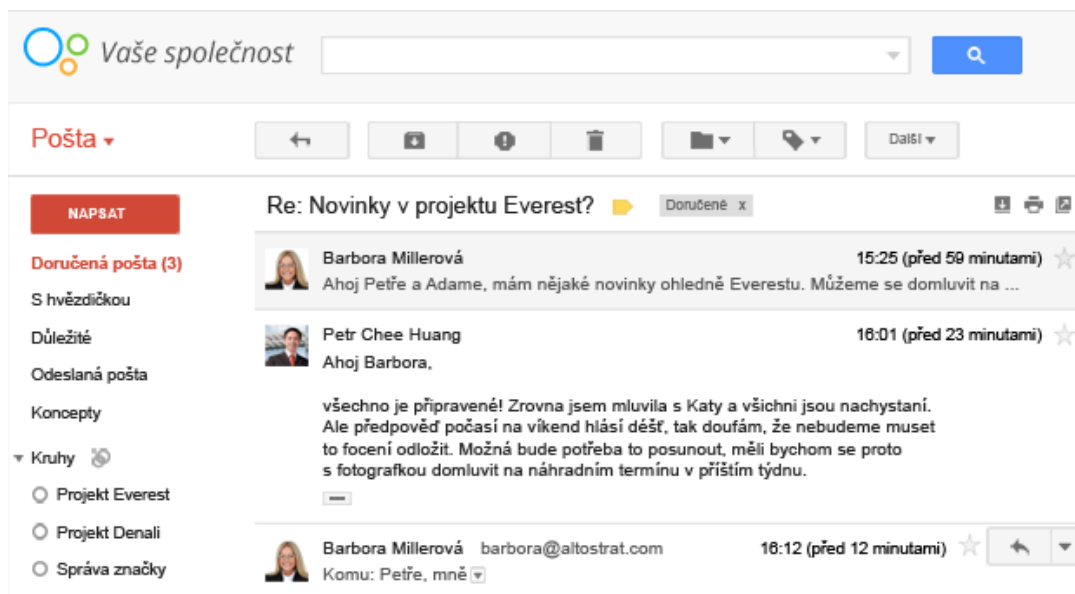 Vaše společnost
Pošta
Další
NAPSAT
Re: Novinky v projektu Everest?
Doručené x
Doručená pošta (3)
S hvězdičkou
Důležité
Odeslaná pošta
Koncepty
Kruhy
Projekt Everest
Projekt Denali
Správa značky
Barbora Millerová 15:25 (před 59 minutami)
Ahoj Petře a Adame, mám nějaké novinky ohledně Everestu. Můžeme se domluvit na ...
Petr Chee Huang 16:01 (před 23 minutami)
Ahoj Barbora,
všechno je připravené! Zrovna jsem mluvila s Katy a všichni jsou nachystaní.
Ale předpověď počasí na víkend hlásí déšť, tak doufám, že nebudeme muset
to focení odložit. Možná bude potřeba to posunout, měli bychom se proto
s fotografkou domluvit na náhradním termínu v příštím týdnu.
Barbora Millerová barbora@altostrat.com 16:12 (před 12 minutami)
Komu: Petře, mně